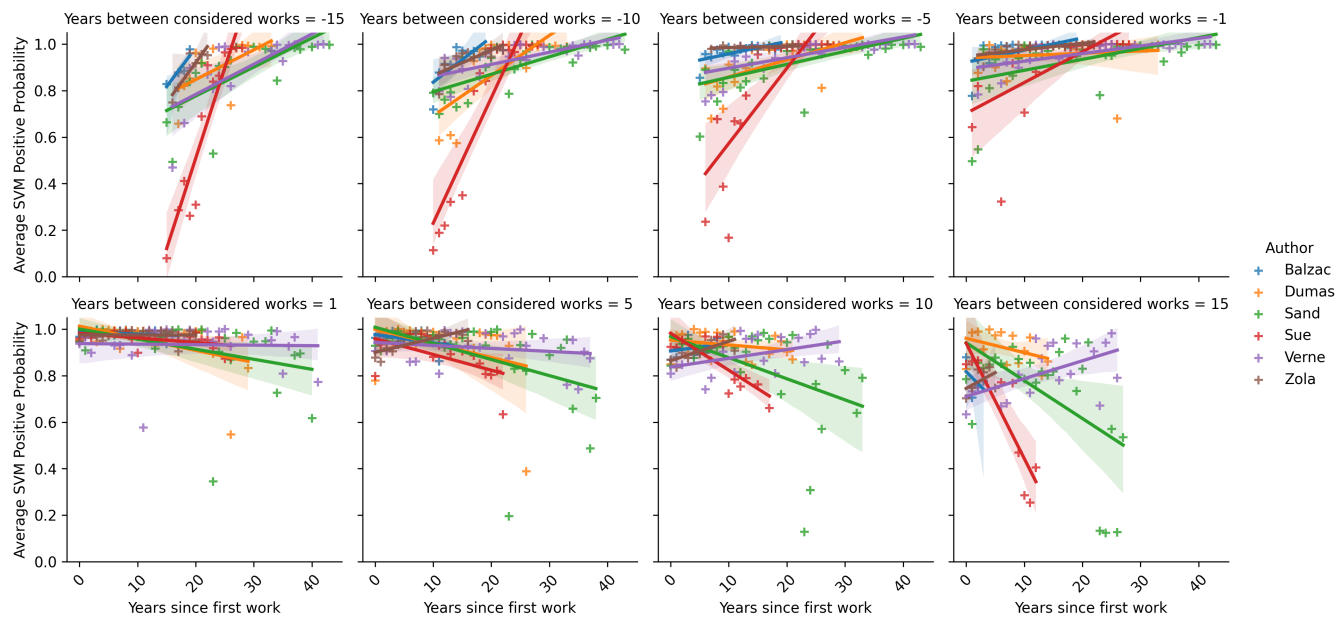 Years between considered works = -15
Years between considered works = -10
Years between considered works = -5
Years between considered works = -1
Average SVM Positive Probability
1.0
0.8
0.6
0.4
0.2
0.0
Years between considered works = 1
Years between considered works = 5
Years between considered works = 10
Years between considered works = 15
Average SVM Positive Probability
1.0
0.8
0.6
0.4
0.2
0.0
0 10 20 30 40
0 10 20 30 40
0 10 20 30 40
0 10 20 30 40
Years since first work
Years since first work
Years since first work
Years since first work
Author
Balzac
Dumas
Sand
Sue
Verne
Zola